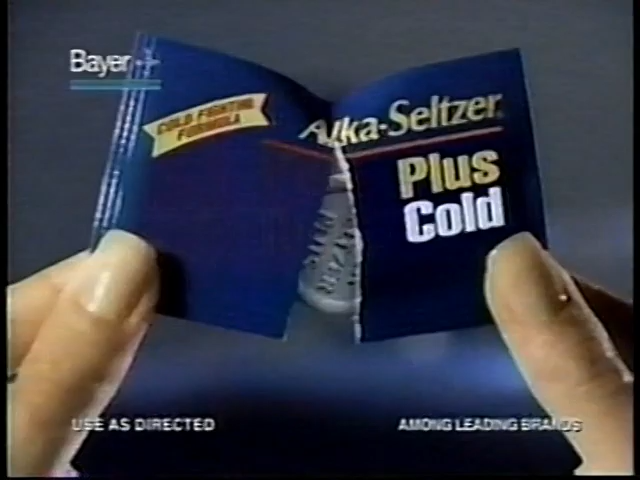 Bayer
COLD FIGHTING
FORMULA
Alka-Seltzer
Plus
Cold
USE AS DIRECTED
AMONG LEADING BRANDS